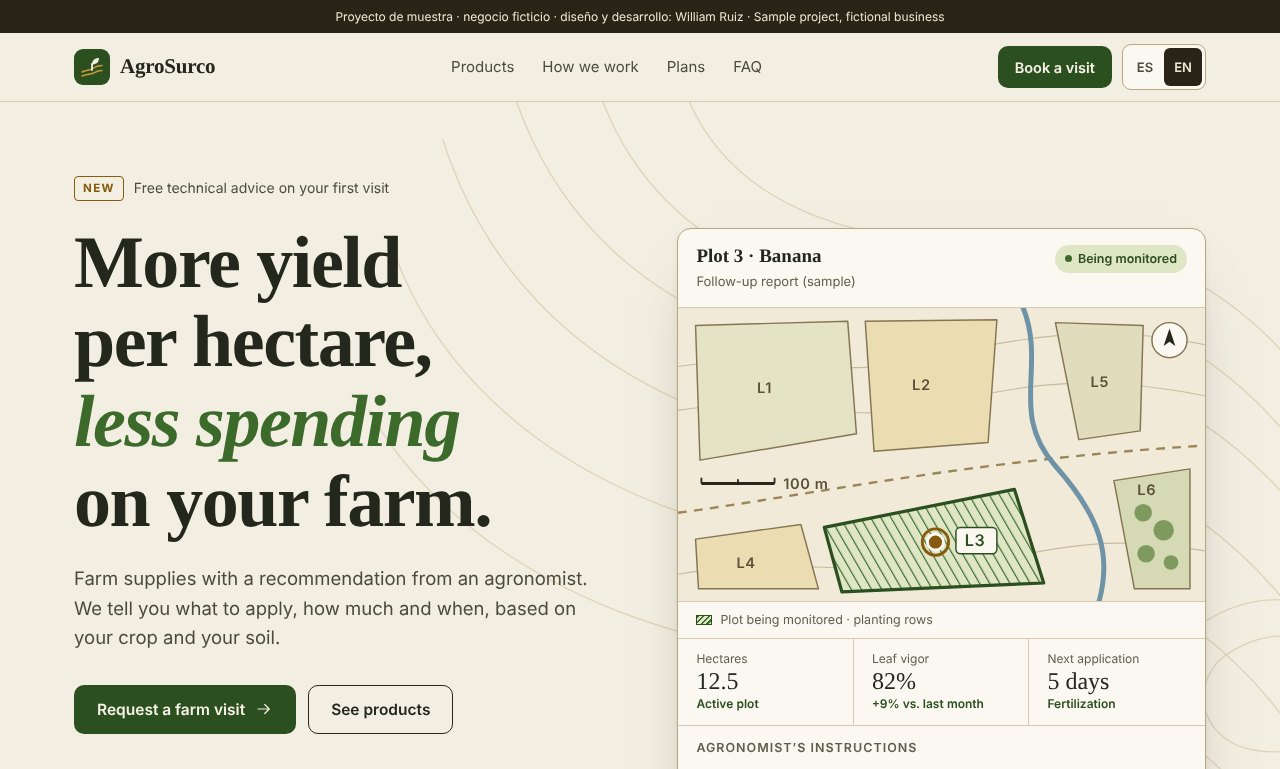 Proyecto de muestra · negocio ficticio · diseño y desarrollo: William Ruiz · Sample project, fictional business
AgroSurco
Products
How we work
Plans
FAQ
Book a visit
ES
EN
NEW
Free technical advice on your first visit
More yield
per hectare,
less spending
on your farm.
Farm supplies with a recommendation from an agronomist.
We tell you what to apply, how much and when, based on
your crop and your soil.
Request a farm visit →
See products
Plot 3 · Banana
Being monitored
Follow-up report (sample)
L1
L2
L5
100 m
L6
L3
L4
Plot being monitored · planting rows
Hectares
12.5
Active plot
Leaf vigor
82%
+9% vs. last month
Next application
5 days
Fertilization
AGRONOMIST'S INSTRUCTIONS